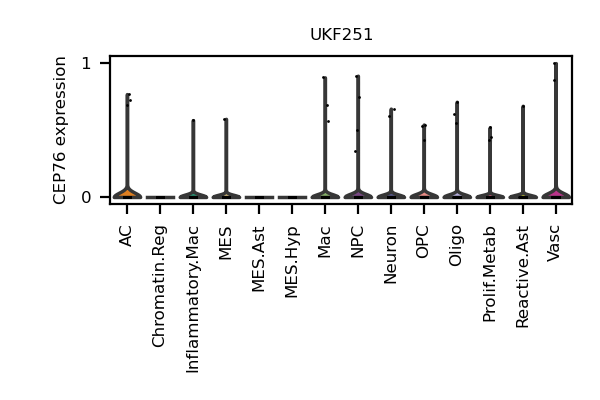 UKF251
CEP76 expression
1
0
AC
Chromatin.Reg
Inflammatory.Mac
MES
MES.Ast
MES.Hyp
Mac
NPC
Neuron
OPC
Oligo
Prolif.Metab
Reactive.Ast
Vasc